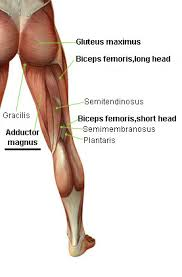 Gluteus maximus
Biceps femoris,long head
Semitendinosus
Gracilis
Biceps femoris,short head
Semimembranosus
Adductor
magnus
Plantaris